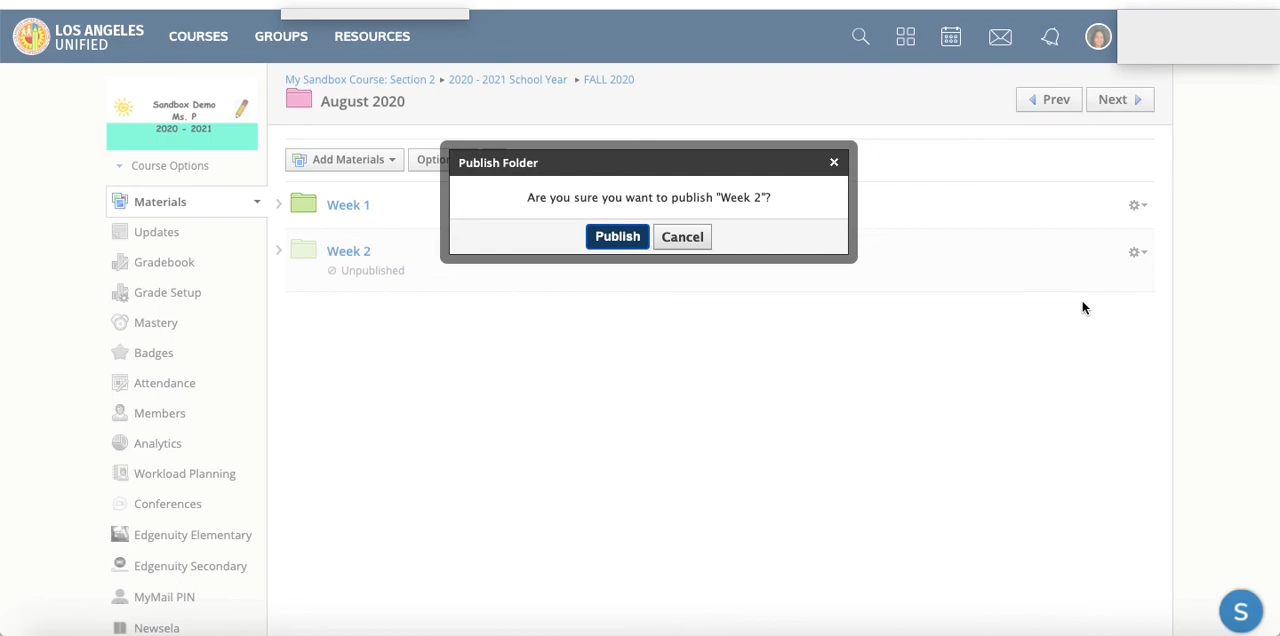 LOS ANGELES
UNIFIED
COURSES
GROUPS
RESOURCES
Sandbox Demo
Ms. P
2020 - 2021
My Sandbox Course: Section 2 ▸ 2020 - 2021 School Year ▸ FALL 2020
August 2020
Prev
Next
Course Options
Add Materials
Optio
Publish Folder
Are you sure you want to publish "Week 2"?
Publish
Cancel
Materials
Week 1
Updates
Week 2
Unpublished
Gradebook
Grade Setup
Mastery
Badges
Attendance
Members
Analytics
Workload Planning
Conferences
Edgenuity Elementary
Edgenuity Secondary
MyMail PIN
Newsela
S